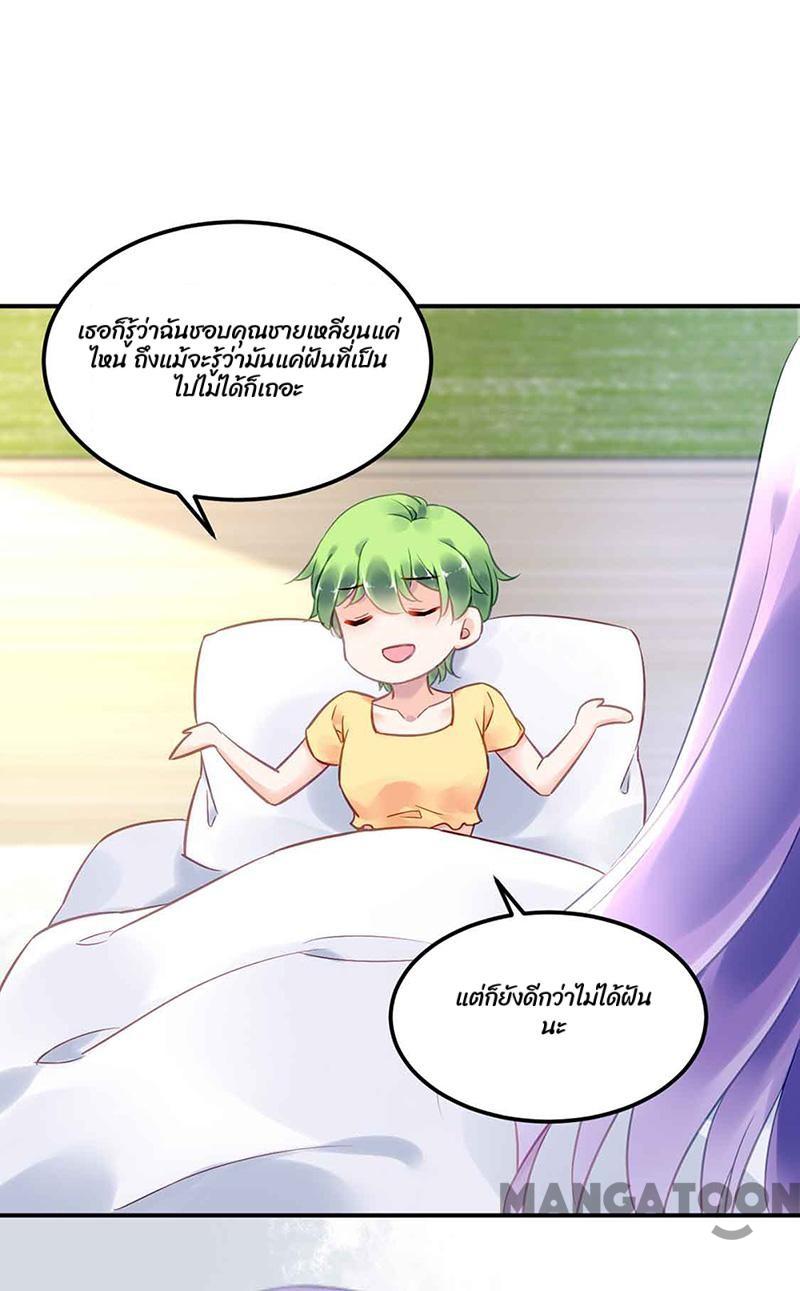 เธอก็รู้ว่าฉันชอบคุณชายเหลียนแค่
ไหน ถึงแม้จะรู้ว่ามันแค่ฝันที่เป็น
ไปไม่ได้ก็เถอะ
แต่ก็ยังดีกว่าไม่ได้ฝัน
นะ
MANGATOON